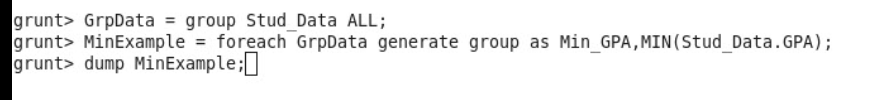 grunt> GrpData = group Stud_Data ALL;
grunt> MinExample = foreach GrpData generate group as Min_GPA,MIN(Stud_Data.GPA);
grunt> dump MinExample;